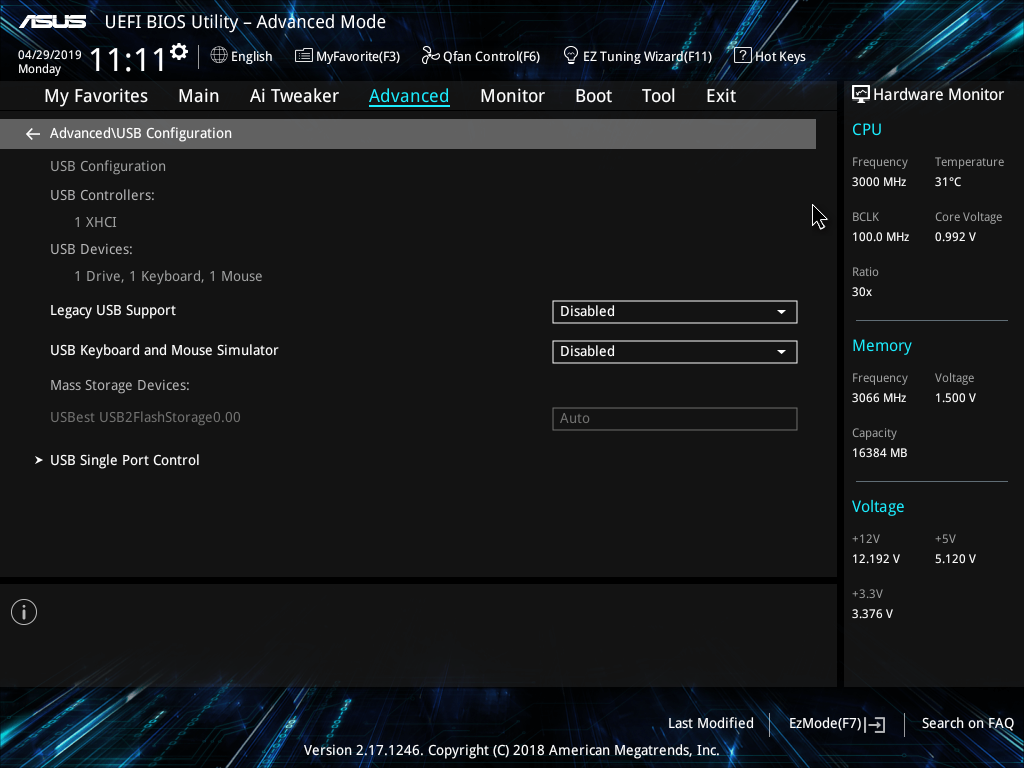 ASUS UEFI BIOS Utility – Advanced Mode
04/29/2019
Monday
11:11
English MyFavorite(F3) Qfan Control(F6) EZ Tuning Wizard(F11) ? Hot Keys
My Favorites Main Ai Tweaker Advanced Monitor Boot Tool Exit
Hardware Monitor
Advanced\USB Configuration
USB Configuration
USB Controllers:
1 XHCI
USB Devices:
1 Drive, 1 Keyboard, 1 Mouse
Legacy USB Support Disabled
USB Keyboard and Mouse Simulator Disabled
Mass Storage Devices:
USBest USB2FlashStorage0.00 Auto
USB Single Port Control
CPU
Frequency Temperature
3000 MHz 31°C
BCLK Core Voltage
100.0 MHz 0.992 V
Ratio
30x
Memory
Frequency Voltage
3066 MHz 1.500 V
Capacity
16384 MB
Voltage
+12V +5V
12.192 V 5.120 V
+3.3V
3.376 V
Last Modified EzMode(F7) Search on FAQ
Version 2.17.1246. Copyright (C) 2018 American Megatrends, Inc.